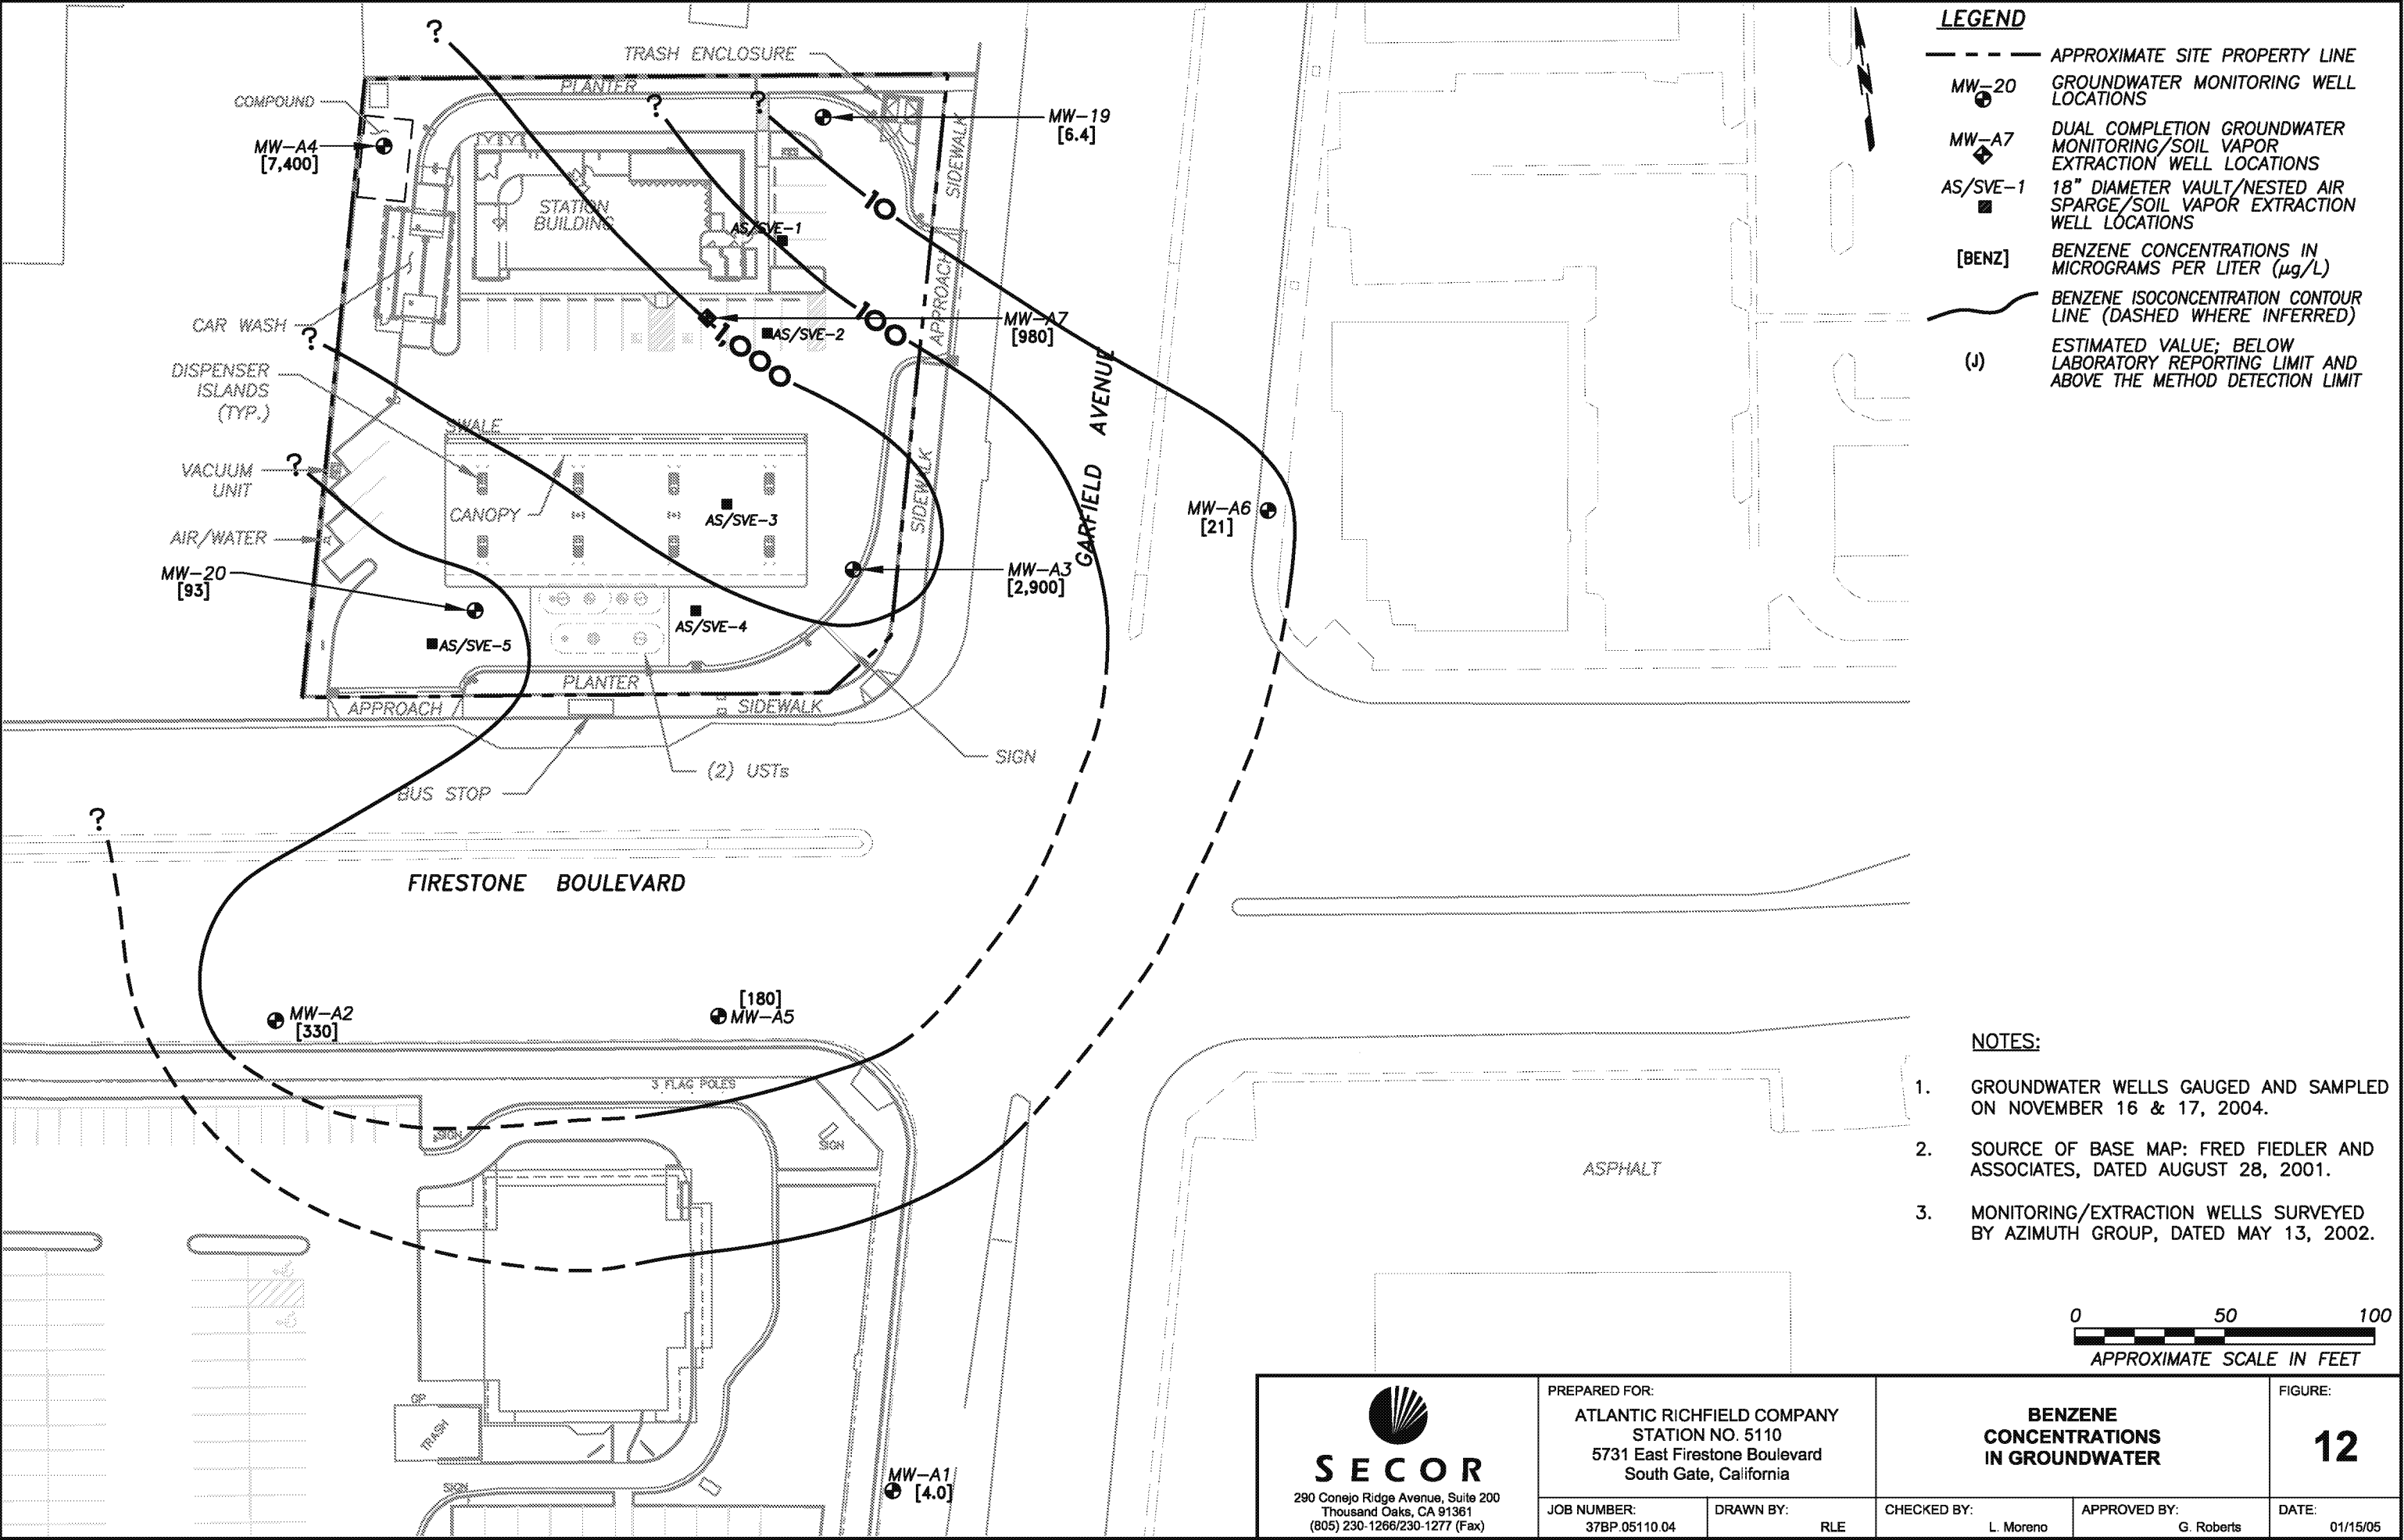 ?
TRASH ENCLOSURE
PLANTER
COMPOUND
?
?
MW-19
[6.4]
MW-A4
[7,400]
SIDEWALK
STATION
BUILDING
10
AS/SVE-1
APPROACH
CAR WASH
?
MW-A7
[980]
100
AS/SVE-2
1,000
DISPENSER
ISLANDS
(TYP.)
GARFIELD AVENUE
SWALE
VACUUM
UNIT
?
SIDEWALK
CANOPY
AS/SVE-3
MW-A6
[21]
AIR/WATER
MW-20
[93]
MW-A3
[2,900]
AS/SVE-4
AS/SVE-5
PLANTER
APPROACH
SIDEWALK
SIGN
(2) USTs
BUS STOP
?
FIRESTONE BOULEVARD
[180]
MW-A5
MW-A2
[330]
3 FLAG POLES
SIGN
SIGN
ASPHALT
GP
TRASH
SIGN
MW-A1
[4.0]
LEGEND
APPROXIMATE SITE PROPERTY LINE
MW-20
GROUNDWATER MONITORING WELL
LOCATIONS
MW-A7
DUAL COMPLETION GROUNDWATER
MONITORING/SOIL VAPOR
EXTRACTION WELL LOCATIONS
AS/SVE-1
18" DIAMETER VAULT/NESTED AIR
SPARGE/SOIL VAPOR EXTRACTION
WELL LOCATIONS
[BENZ]
BENZENE CONCENTRATIONS IN
MICROGRAMS PER LITER (µg/L)
BENZENE ISOCONCENTRATION CONTOUR
LINE (DASHED WHERE INFERRED)
(J)
ESTIMATED VALUE; BELOW
LABORATORY REPORTING LIMIT AND
ABOVE THE METHOD DETECTION LIMIT
NOTES:
1. GROUNDWATER WELLS GAUGED AND SAMPLED
ON NOVEMBER 16 & 17, 2004.
2. SOURCE OF BASE MAP: FRED FIEDLER AND
ASSOCIATES, DATED AUGUST 28, 2001.
3. MONITORING/EXTRACTION WELLS SURVEYED
BY AZIMUTH GROUP, DATED MAY 13, 2002.
0 50 100
APPROXIMATE SCALE IN FEET
SECOR
290 Conejo Ridge Avenue, Suite 200
Thousand Oaks, CA 91361
(805) 230-1266/230-1277 (Fax)
PREPARED FOR:
ATLANTIC RICHFIELD COMPANY
STATION NO. 5110
5731 East Firestone Boulevard
South Gate, California
BENZENE
CONCENTRATIONS
IN GROUNDWATER
FIGURE:
12
JOB NUMBER:
37BP.05110.04
DRAWN BY:
RLE
CHECKED BY:
L. Moreno
APPROVED BY:
G. Roberts
DATE:
01/15/05